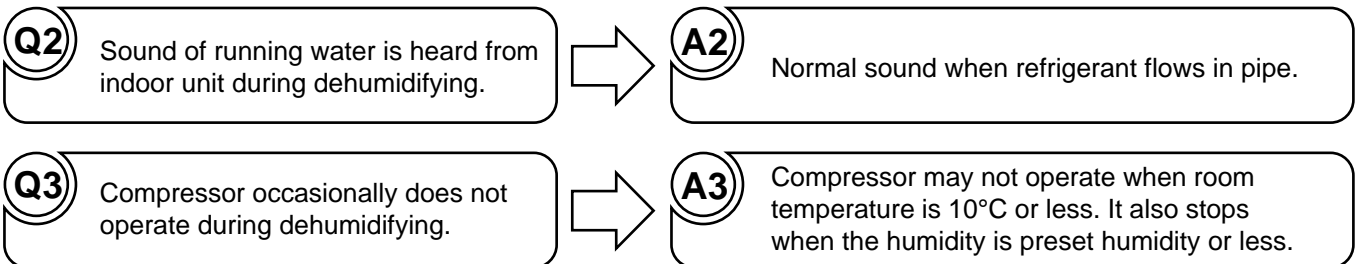 Q2
Sound of running water is heard from
indoor unit during dehumidifying.
A2
Normal sound when refrigerant flows in pipe.
Q3
Compressor occasionally does not
operate during dehumidifying.
A3
Compressor may not operate when room
temperature is 10°C or less. It also stops
when the humidity is preset humidity or less.